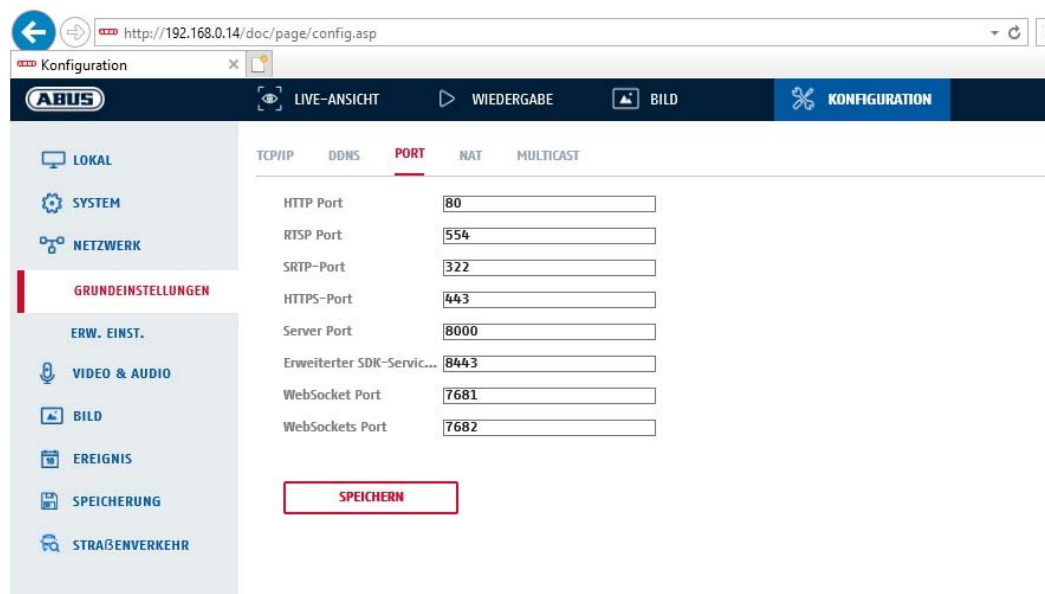 http://192.168.0.14/doc/page/config.asp
Konfiguration
ABUS
LIVE-ANSICHT
WIEDERGABE
BILD
KONFIGURATION
LOKAL
SYSTEM
NETZWERK
GRUNDEINSTELLUNGEN
ERW. EINST.
VIDEO & AUDIO
BILD
EREIGNIS
SPEICHERUNG
STRAßENVERKEHR
TCP/IP DDNS PORT NAT MULTICAST
HTTP Port 80
RTSP Port 554
SRTP-Port 322
HTTPS-Port 443
Server Port 8000
Erweiterter SDK-Servic... 8443
WebSocket Port 7681
WebSockets Port 7682
SPEICHERN